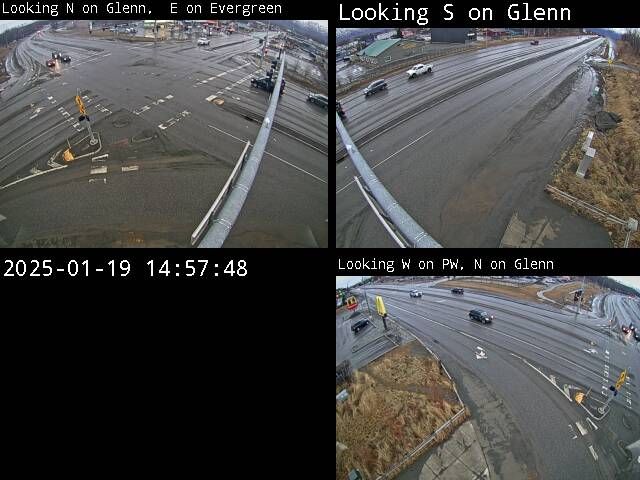 Looking N on Glenn,  E on Evergreen
Looking S on Glenn
2025-01-19 14:57:48
Looking W on PW, N on Glenn